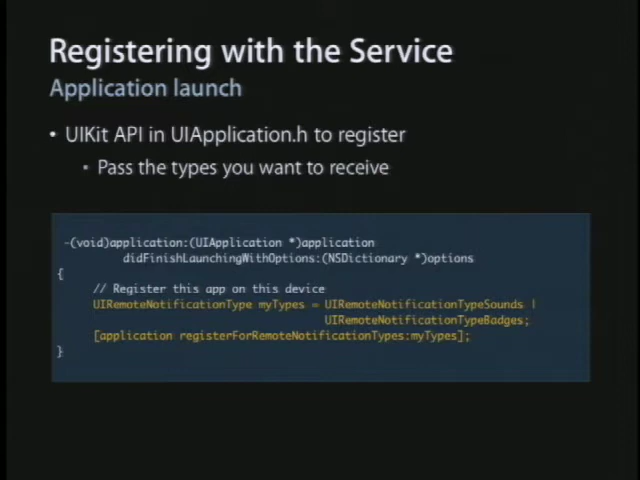 Registering with the Service
Application launch
• UIKit API in UIApplication.h to register
• Pass the types you want to receive
-(void)application:(UIApplication *)application
didFinishLaunchingWithOptions:(NSDictionary *)options
{
// Register this app on this device
UIRemoteNotificationType myTypes = UIRemoteNotificationTypeSounds |
UIRemoteNotificationTypeBadges;
[application registerForRemoteNotificationTypes:myTypes];
}